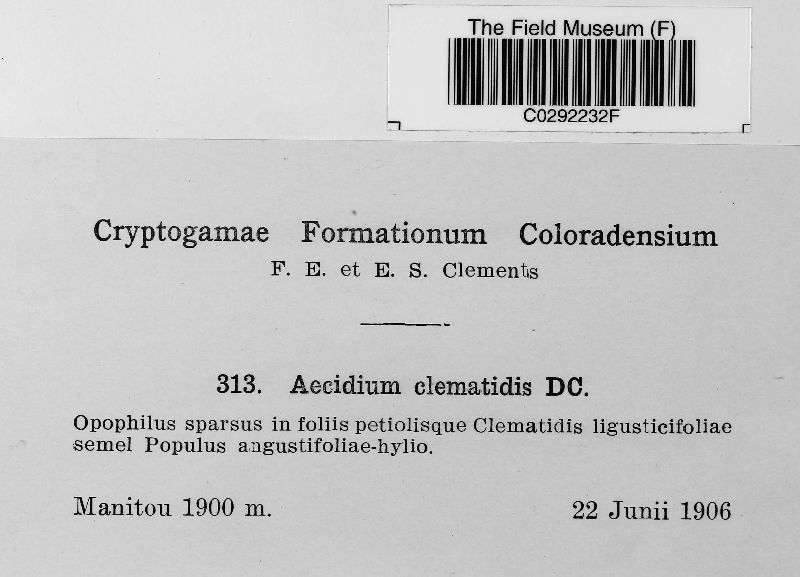 The Field Museum (F)
C0292232F
Cryptogamae Formationum Coloradensium
F. E. et E. S. Clements
313. Aecidium clematidis DC.
Opophilus sparsus in foliis petiolisque Clematidis ligusticifoliae
semel Populus angustifoliae-hylio.
Manitou 1900 m. 22 Junii 1906